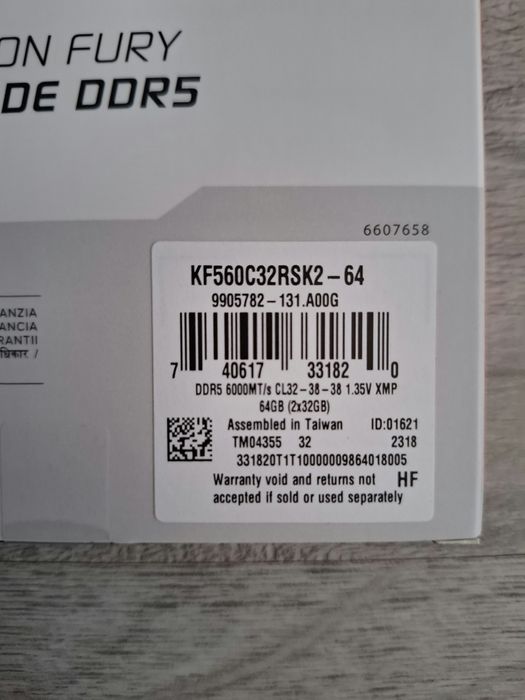 ON FURY
DE DDR5
6607658
ANZIA
ANCIA
RANTII
धिकार /
KF560C32RSK2-64
9905782-131.A00G
7 40617 33182 0
DDR5 6000MT/s CL32-38-38 1.35V XMP
64GB (2x32GB)
Assembled in Taiwan ID:01621
TM04355 32 2318
331820T1T10000009864018005
Warranty void and returns not HF
accepted if sold or used separately